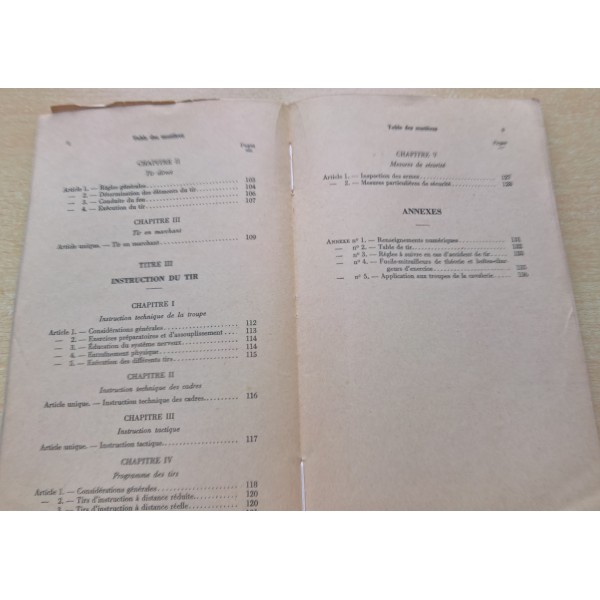 Table des matières
Pages
CHAPITRE II
Tir direct
Article 1. — Règles générales 103
— 2. — Détermination des éléments du tir 104
— 3. — Conduite du feu 106
— 4. — Exécution du tir 107
CHAPITRE III
Tir en marchant
Article unique. — Tir en marchant 109
TITRE III
INSTRUCTION DU TIR
CHAPITRE I
Instruction technique de la troupe
Article 1. — Considérations générales 112
— 2. — Exercices préparatoires et d'assouplissement 113
— 3. — Éducation du système nerveux 114
— 4. — Entraînement physique 114
— 5. — Exécution des différents tirs 115
CHAPITRE II
Instruction technique des cadres
Article unique. — Instruction technique des cadres 116
CHAPITRE III
Instruction tactique
Article unique. — Instruction tactique 117
CHAPITRE IV
Programme des tirs
Article 1. — Considérations générales 118
— 2. — Tirs d'instruction à distance réduite 120
— 3. — Tirs d'instruction à distance réelle 120
Table des matières
Pages
CHAPITRE V
Mesures de sécurité
Article 1. — Inspection des armes 127
— 2. — Mesures particulières de sécurité
ANNEXES
ANNEXE n° 1. — Renseignements numériques 131
— n° 2. — Table de tir
— n° 3. — Règles à suivre en cas d'accident de tir
— n° 4. — Fusils-mitrailleurs de théorie et
geurs d'exercice
— n° 5. — Application aux troupes de la cavalerie